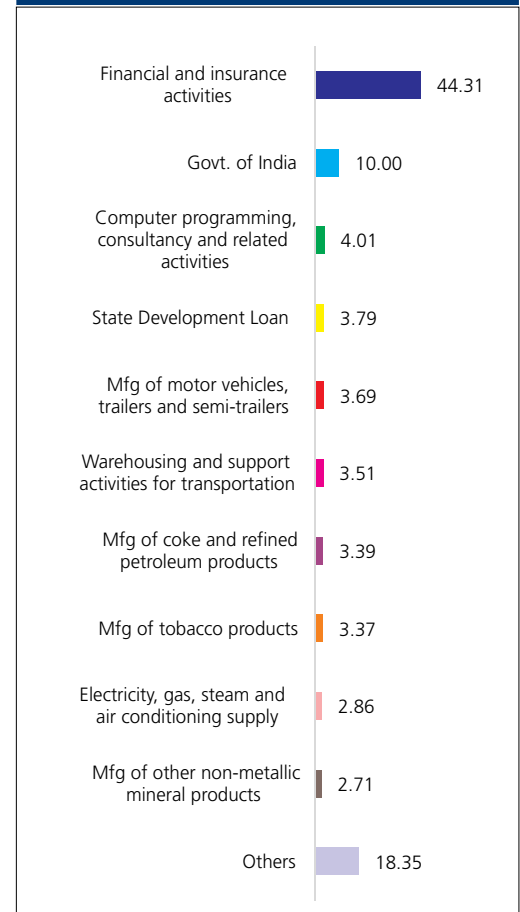 Financial and insurance
activities
44.31
Govt. of India
10.00
Computer programming,
consultancy and related
activities
4.01
State Development Loan
3.79
Mfg of motor vehicles,
trailers and semi-trailers
3.69
Warehousing and support
activities for transportation
3.51
Mfg of coke and refined
petroleum products
3.39
Mfg of tobacco products
3.37
Electricity, gas, steam and
air conditioning supply
2.86
Mfg of other non-metallic
mineral products
2.71
Others
18.35